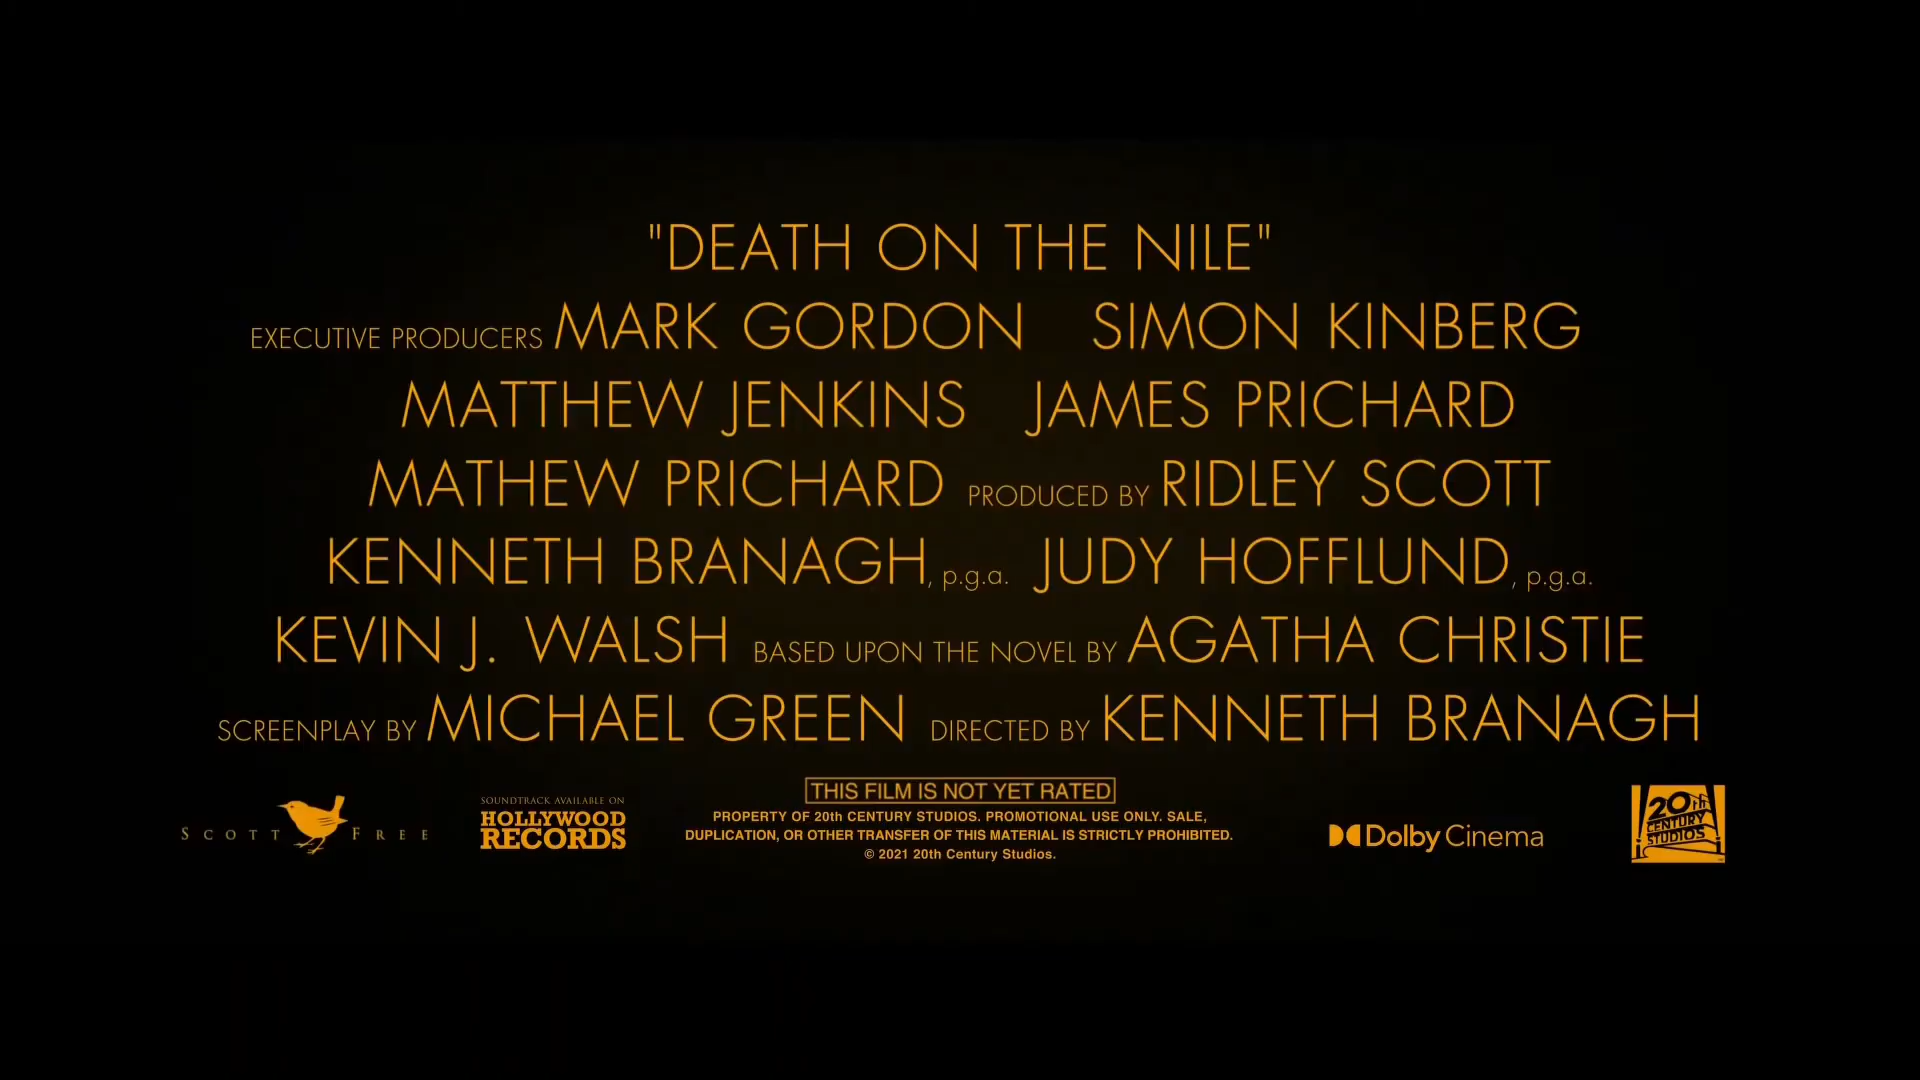 "DEATH ON THE NILE"
EXECUTIVE PRODUCERS MARK GORDON SIMON KINBERG
MATTHEW JENKINS JAMES PRICHARD
MATHEW PRICHARD PRODUCED BY RIDLEY SCOTT
KENNETH BRANAGH, p.g.a. JUDY HOFFLUND, p.g.a.
KEVIN J. WALSH BASED UPON THE NOVEL BY AGATHA CHRISTIE
SCREENPLAY BY MICHAEL GREEN DIRECTED BY KENNETH BRANAGH
SCOTT FREE
SOUNDTRACK AVAILABLE ON
HOLLYWOOD
RECORDS
THIS FILM IS NOT YET RATED
PROPERTY OF 20th CENTURY STUDIOS. PROMOTIONAL USE ONLY. SALE,
DUPLICATION, OR OTHER TRANSFER OF THIS MATERIAL IS STRICTLY PROHIBITED.
© 2021 20th Century Studios.
Dolby Cinema
20TH
CENTURY
STUDIOS